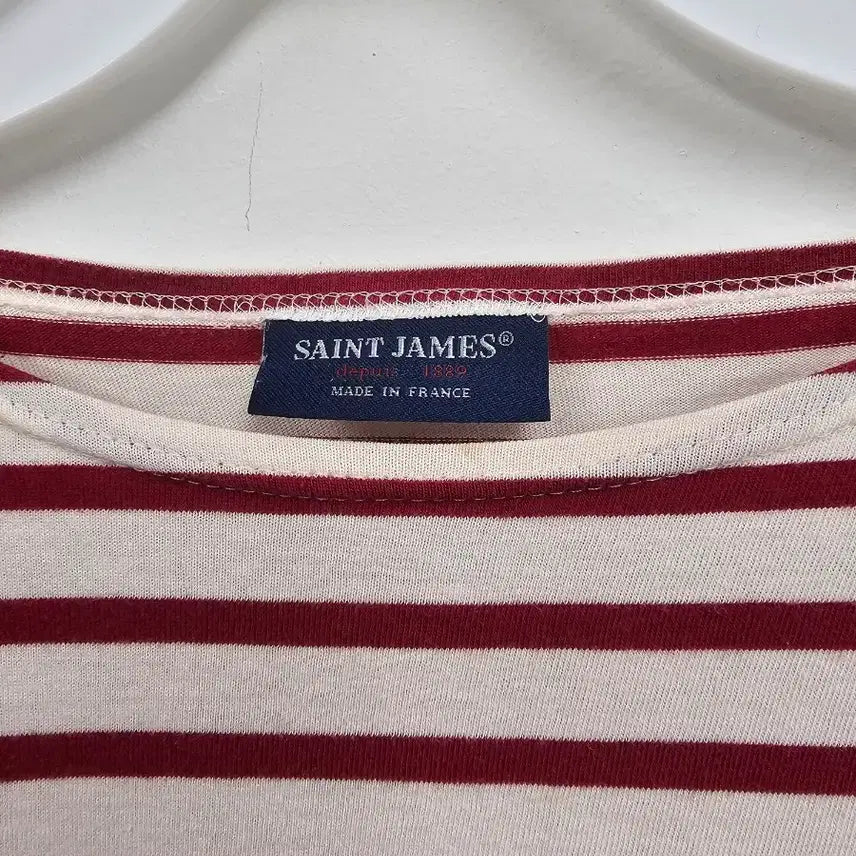 SAINT JAMES®
depuis 1889
MADE IN FRANCE